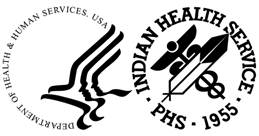 DEPARTMENT OF HEALTH & HUMAN SERVICES. USA
INDIAN HEALTH SERVICE
· PHS · 1955 ·